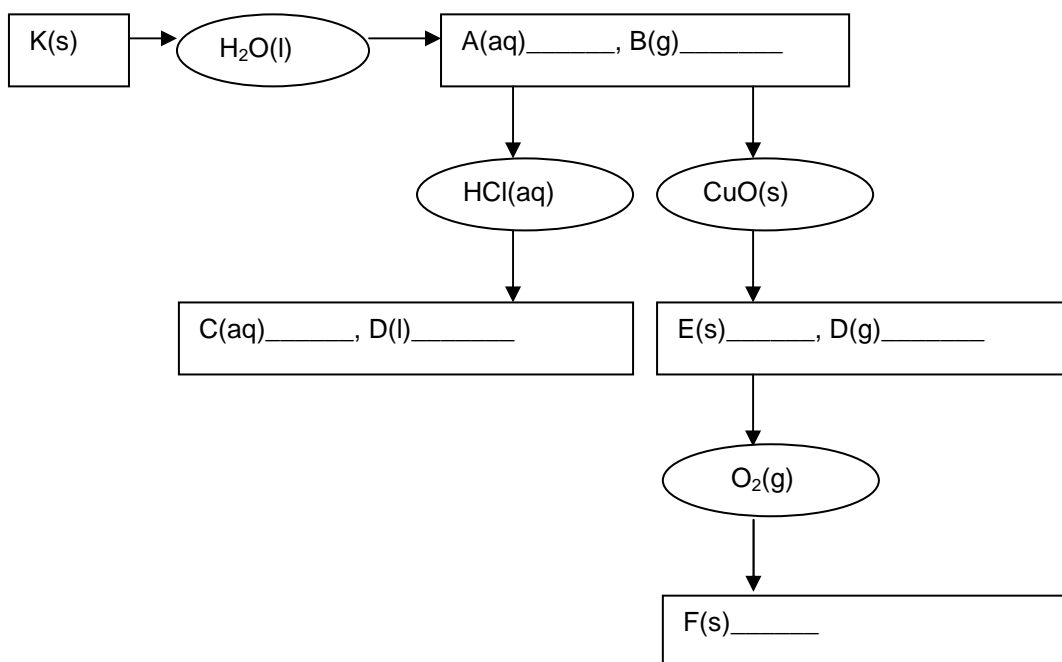 K(s)
H₂O(l)
A(aq)______, B(g)_______
HCl(aq)
CuO(s)
C(aq)______, D(l)_______
E(s)______, D(g)_______
O₂(g)
F(s)______